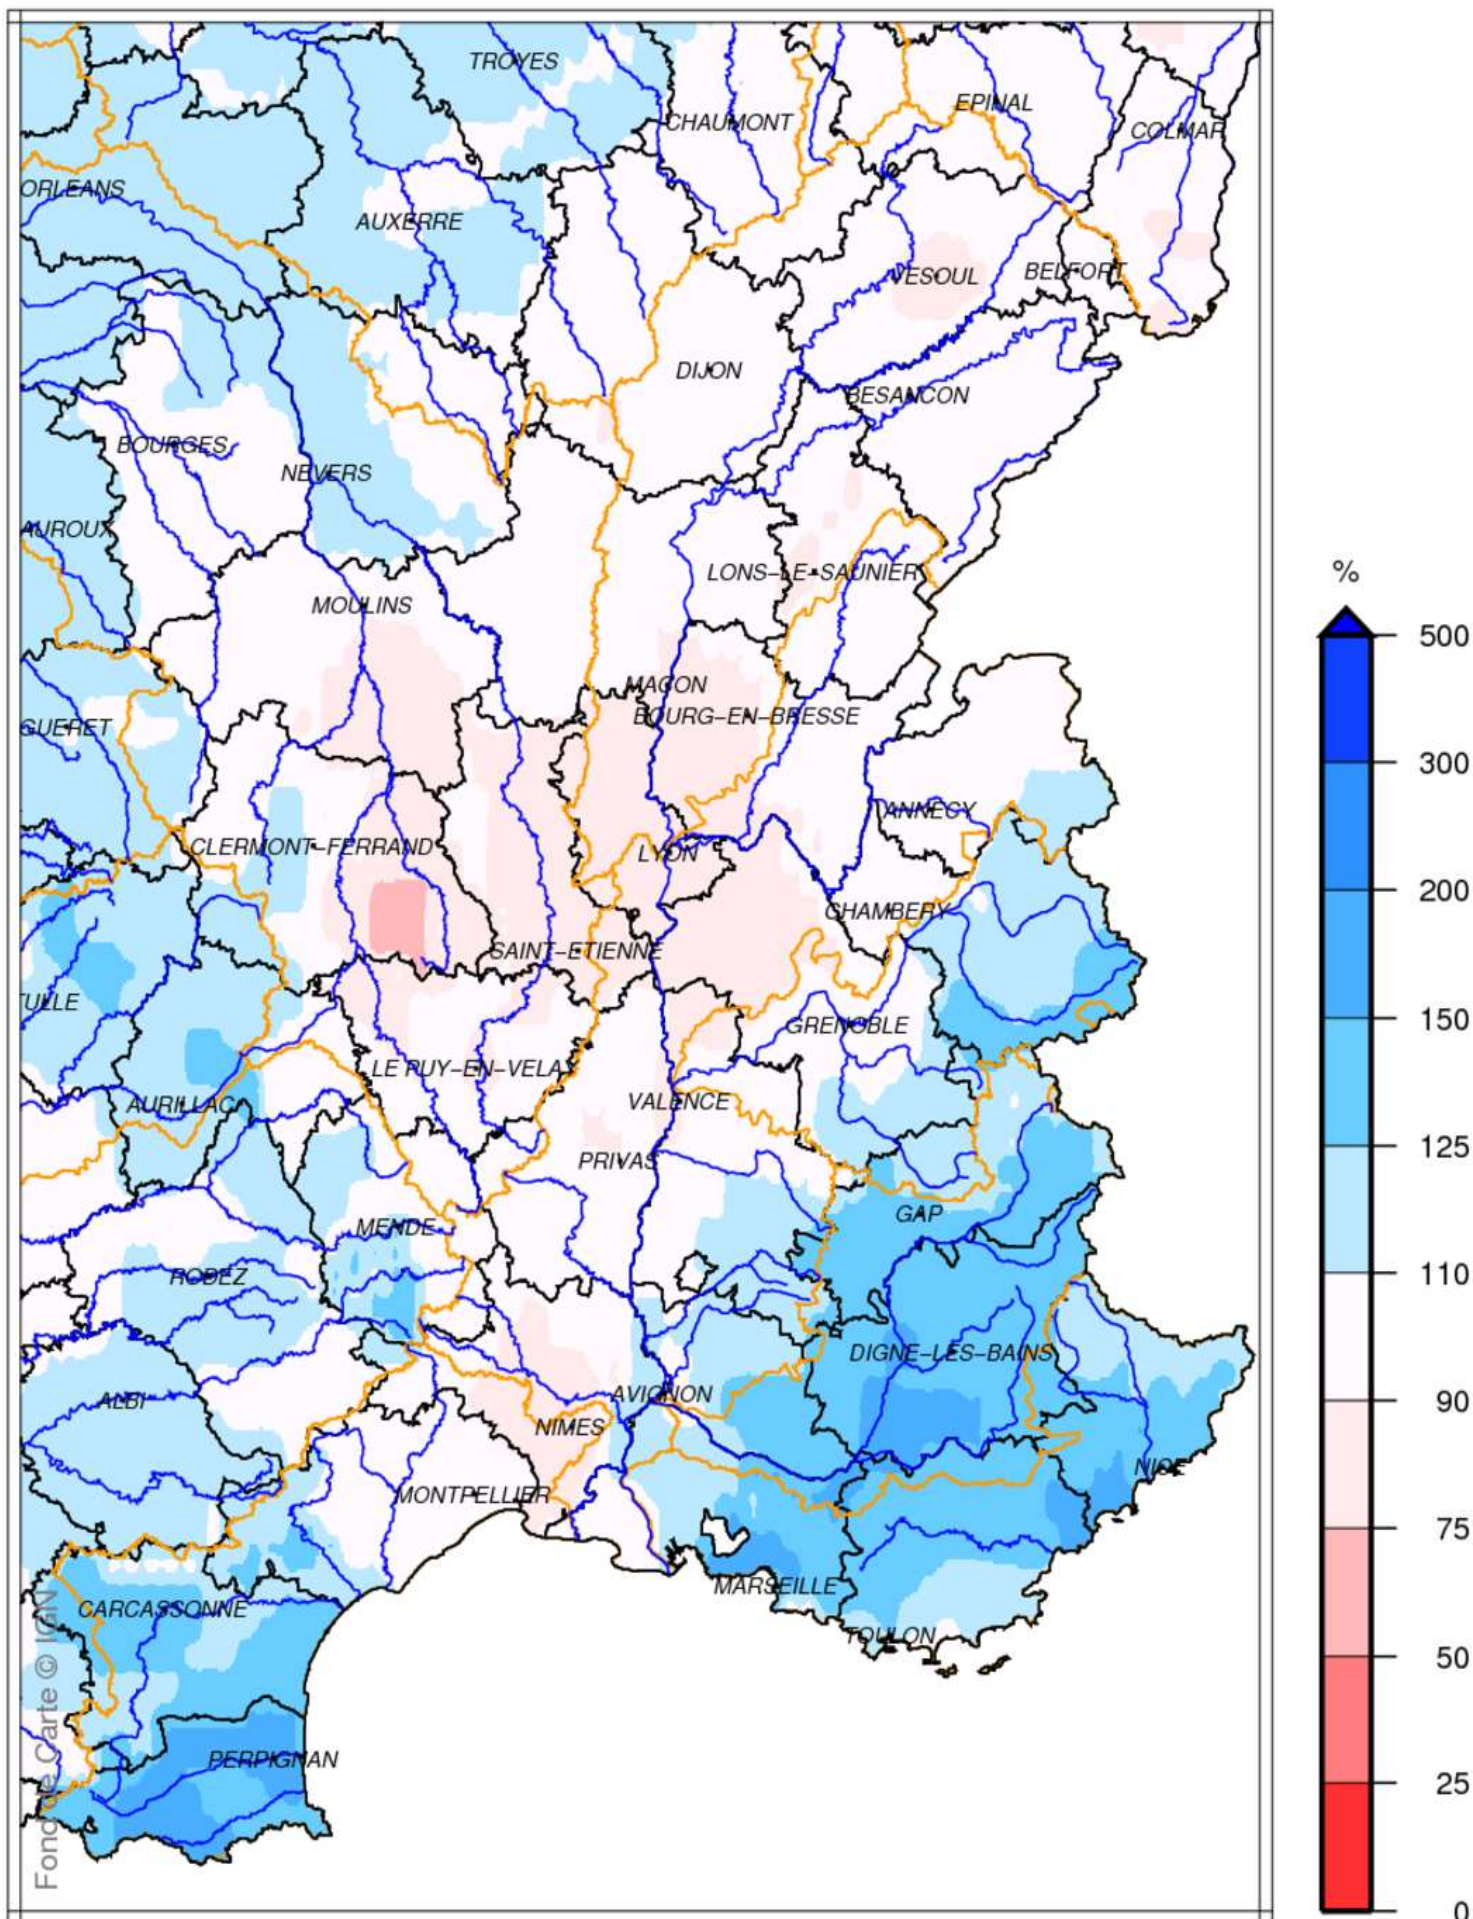 TROYES
CHAUMONT
EPINAL
COLMAR
ORLEANS
AUXERRE
VESOUL
BELFORT
DIJON
BESANCON
BOURGES
NEVERS
AUROUX
LONS-LE-SAUNIER
MOULINS
MACON
BOURG-EN-BRESSE
GUERET
ANNECY
CLERMONT-FERRAND
LYON
CHAMBERY
SAINT-ETIENNE
TULLE
GRENOBLE
LE PUY-EN-VELAY
VALENCE
AURILLAC
PRIVAS
GAP
MENDE
RODEZ
DIGNE-LES-BAINS
ALBI
AVIGNON
NIMES
NICE
MONTPELLIER
MARSEILLE
CARCASSONNE
TOULON
PERPIGNAN
Fond de Carte © IGN
%
500
300
200
150
125
110
90
75
50
25
0